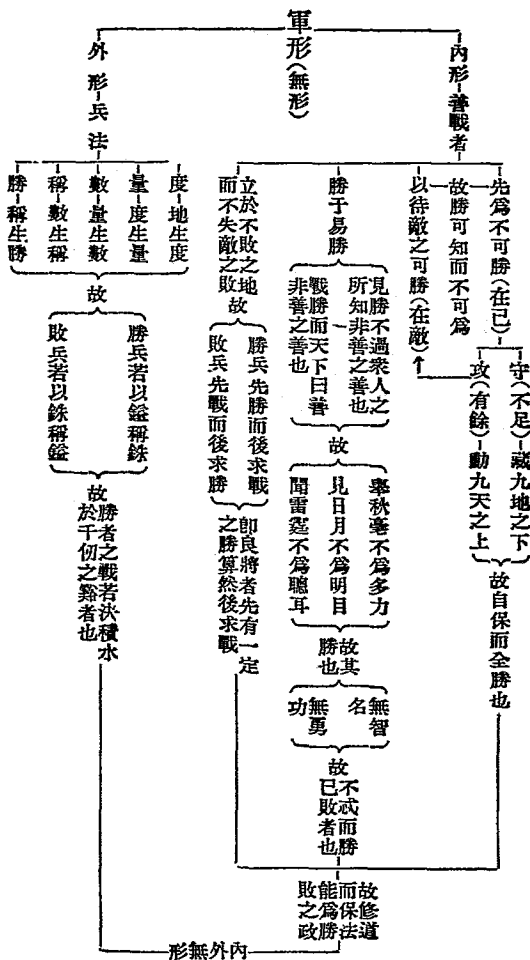 軍形(無形)
內形-善戰者
先爲不可勝(在己)
故勝可知而不可爲
以待敵之可勝(在敵)
守(不足)-藏九地之下
攻(有餘)-動九天之上
故自保而全勝也
勝于易勝
見勝不過衆人之
所知非善之善也
戰勝而天下曰善
非善之善也
故
舉秋毫不爲多力
見日月不爲明目
聞雷霆不爲聰耳
故其
勝也
無智
名
無勇
功
故
不忒而勝
已敗者也
立於不敗之地
而不失敵之敗
故
勝兵先勝而後求戰
敗兵先戰而後求勝
卽良將者先有一定
之勝算然後求戰
故修道
而保法
能爲勝
敗之政
外形-兵法
度-地生度
量-度生量
數-量生數
稱-數生稱
勝-稱生勝
故
勝兵若以鎰稱銖
敗兵若以銖稱鎰
故
勝者之戰若決積水
於千仞之谿者也
形無外內